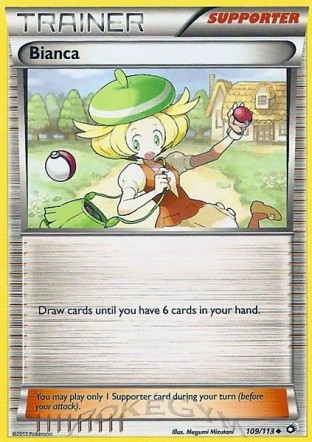 TRAINER SUPPORTER
Bianca
Draw cards until you have 6 cards in your hand.
You may play only 1 Supporter card during your turn (before
your attack).
POKEGYM
©2013 Pokémon Illus. Megumi Mizutani 109/113